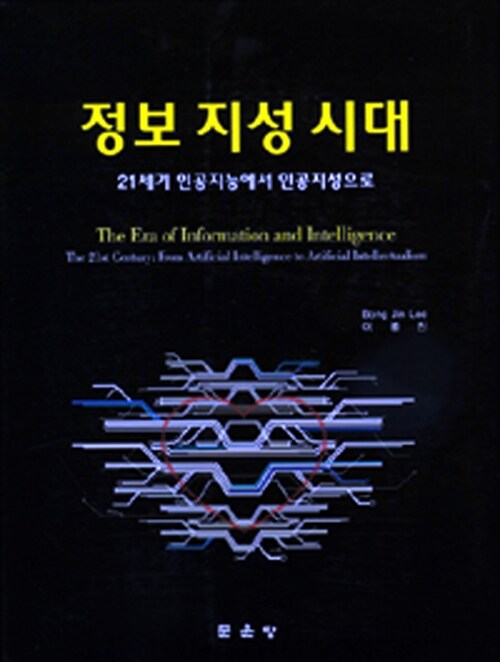 정보 지성 시대
21세기 인공지능에서 인공지성으로
The Era of Information and Intelligence
The 21st Century: From Artificial Intelligence to Artificial Intellectualism
Bong Jin Lee
이 봉 진
문운당